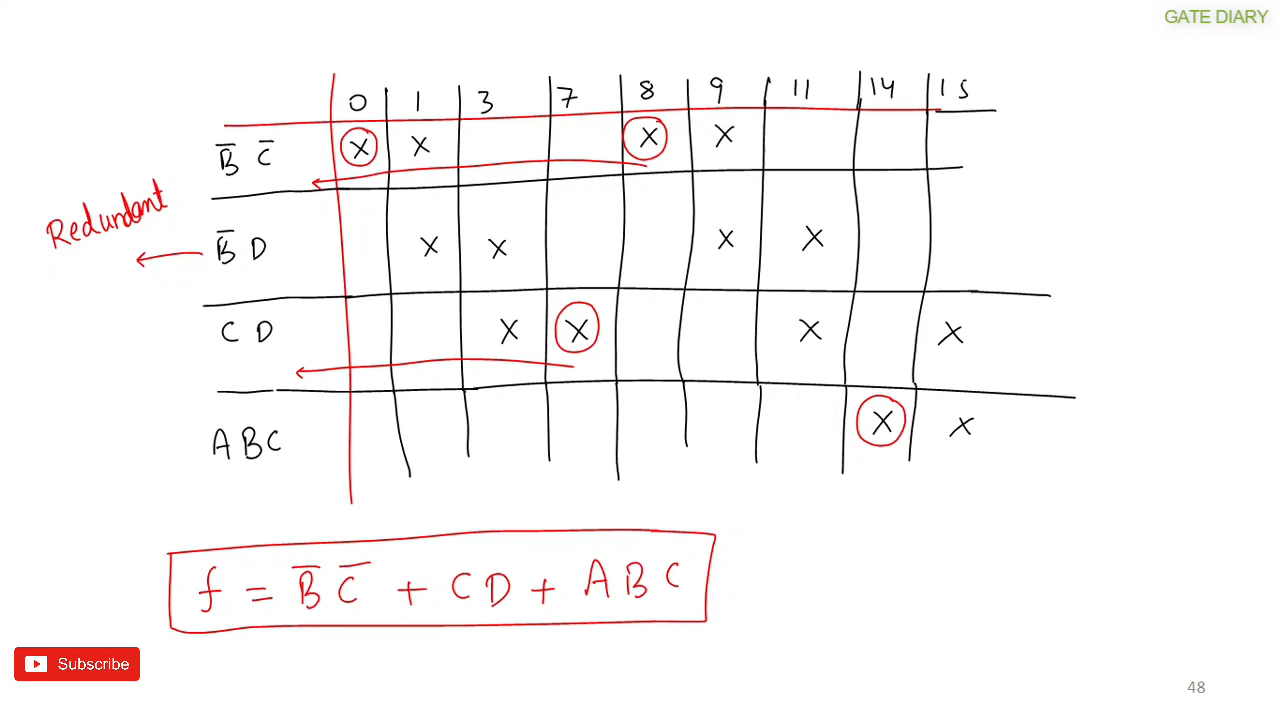 GATE DIARY
0 1 3 7 8 9 11 14 15
B̅ C̅ X X X X
Redundant
B̅ D X X X X
C D X X X X
A B C X X
f = B̅ C̅ + C D + A B C
Subscribe
48